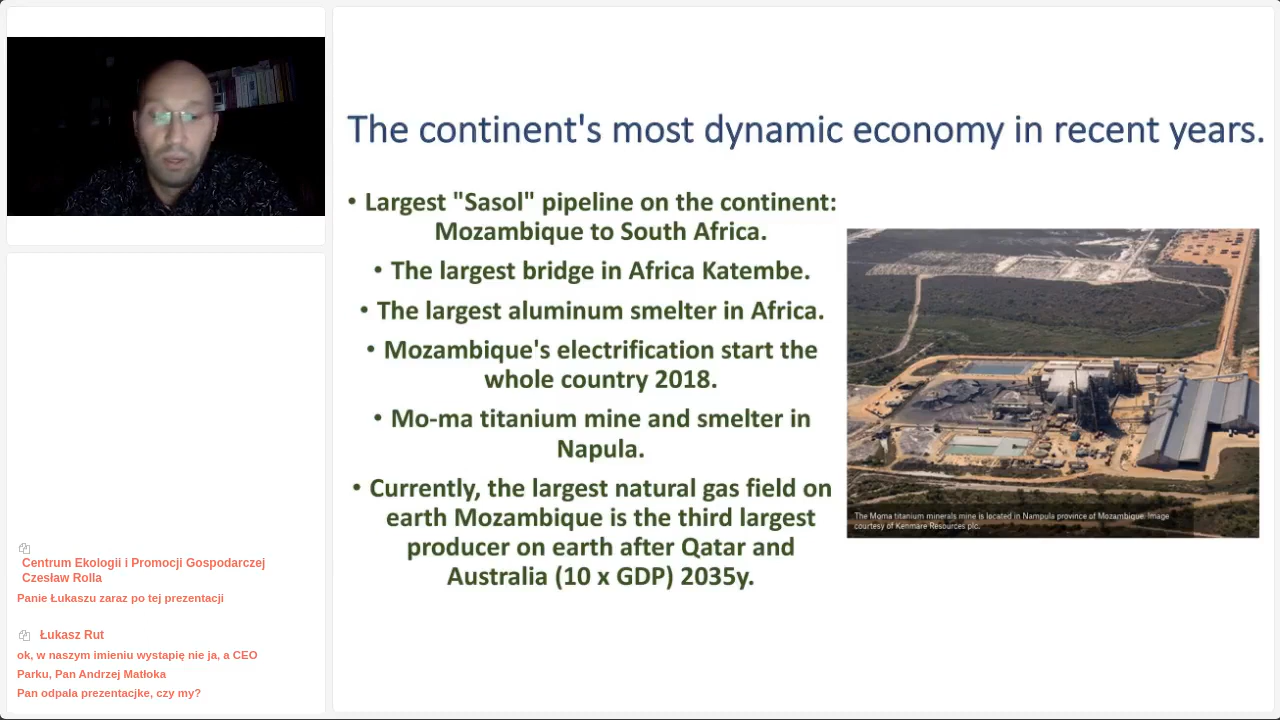 The continent's most dynamic economy in recent years.
• Largest "Sasol" pipeline on the continent:
Mozambique to South Africa.
• The largest bridge in Africa Katembe.
• The largest aluminum smelter in Africa.
• Mozambique's electrification start the
whole country 2018.
• Mo-ma titanium mine and smelter in
Napula.
• Currently, the largest natural gas field on
earth Mozambique is the third largest
producer on earth after Qatar and
Australia (10 x GDP) 2035y.
The Moma titanium minerals mine is located in Nampula province of Mozambique. Image
courtesy of Kenmare Resources plc.
Centrum Ekologii i Promocji Gospodarczej
Czesław Rolla
Panie Łukaszu zaraz po tej prezentacji
Łukasz Rut
ok, w naszym imieniu wystapię nie ja, a CEO
Parku, Pan Andrzej Matłoka
Pan odpala prezentacjke, czy my?